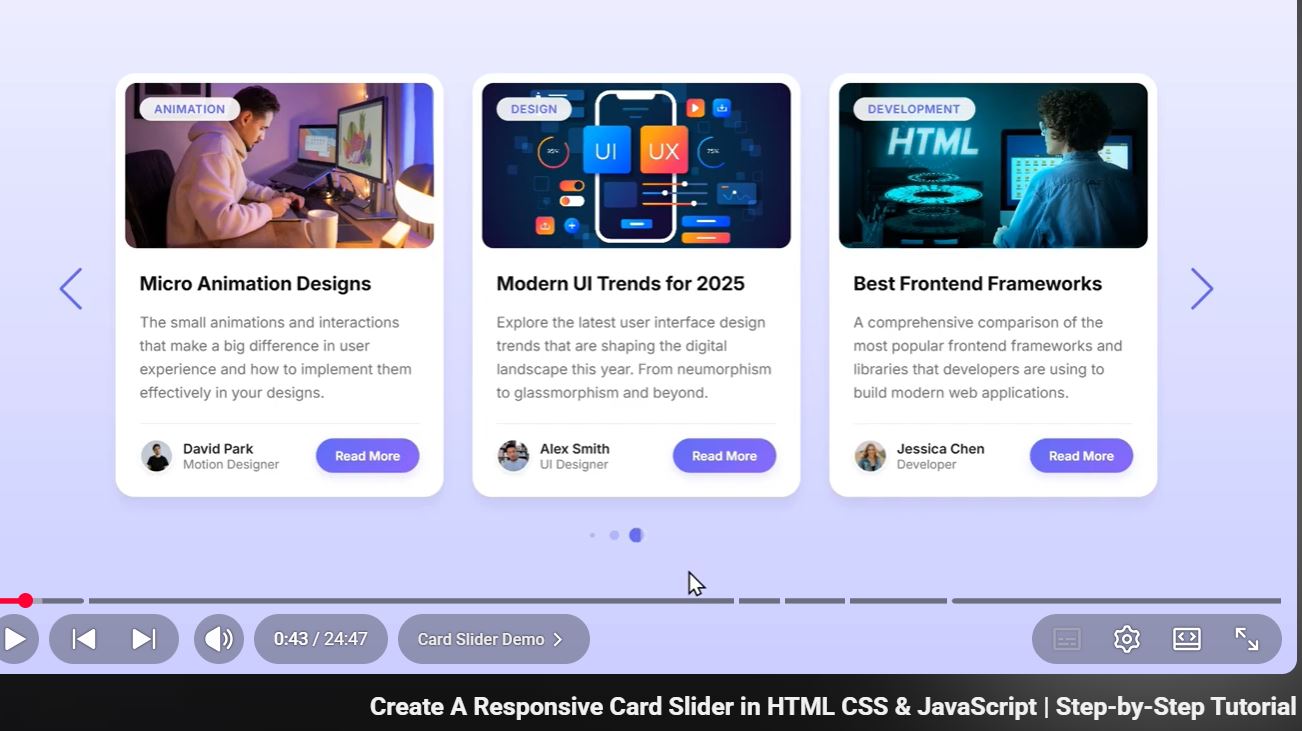 ANIMATION
DESIGN
35%
UI
UX
75%
DEVELOPMENT
HTML
Micro Animation Designs
The small animations and interactions
that make a big difference in user
experience and how to implement them
effectively in your designs.
David Park
Motion Designer
Read More
Modern UI Trends for 2025
Explore the latest user interface design
trends that are shaping the digital
landscape this year. From neumorphism
to glassmorphism and beyond.
Alex Smith
UI Designer
Read More
Best Frontend Frameworks
A comprehensive comparison of the
most popular frontend frameworks and
libraries that developers are using to
build modern web applications.
Jessica Chen
Developer
Read More
0:43 / 24:47
Card Slider Demo
Create A Responsive Card Slider in HTML CSS & JavaScript | Step-by-Step Tutorial